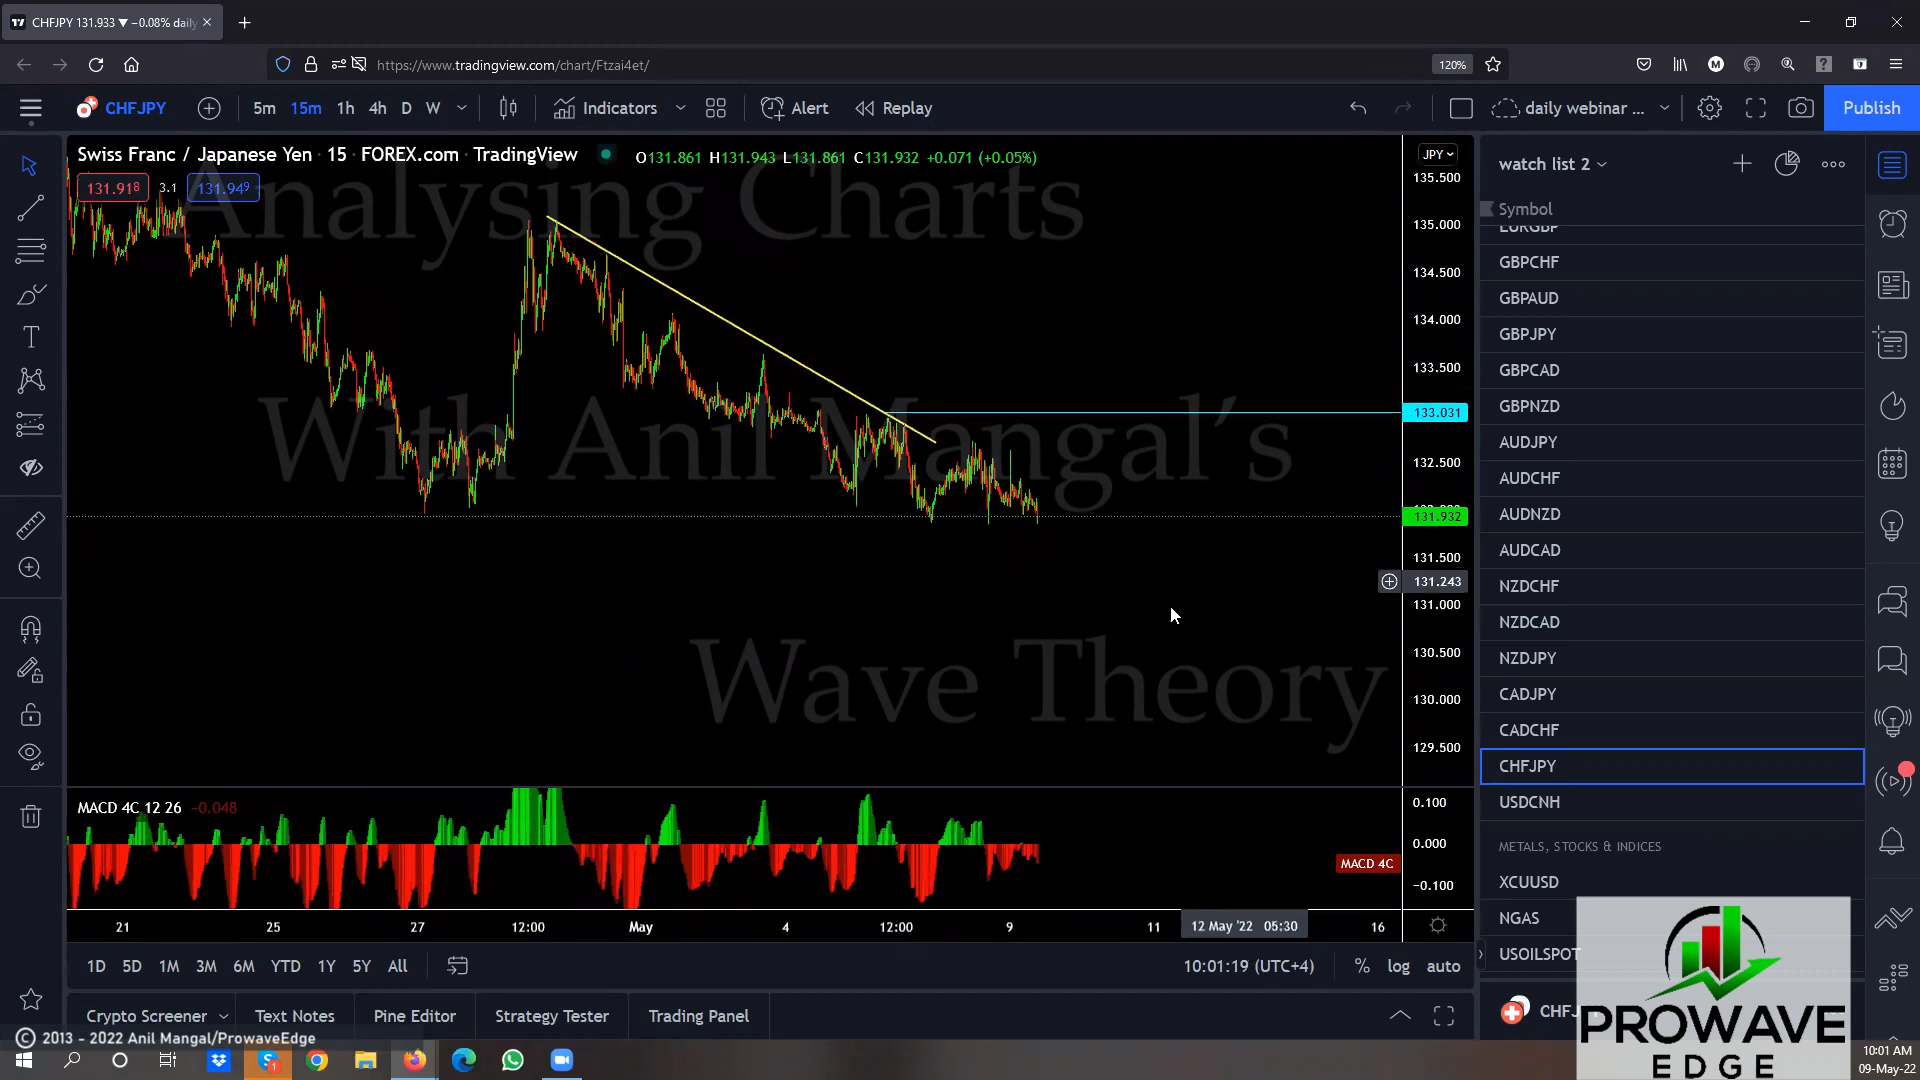 CHFJPY 131.933 ▼ −0.08% daily
https://www.tradingview.com/chart/Ftzai4et/
120%
CHFJPY
5m 15m 1h 4h D W
Indicators
Alert
Replay
daily webinar ...
Publish
Swiss Franc / Japanese Yen · 15 · FOREX.com · TradingView
O131.861 H131.943 L131.861 C131.932 +0.071 (+0.05%)
131.918 3.1 131.949
Analysing Charts
With Anil Mangal's
Wave Theory
JPY
135.500
135.000
134.500
134.000
133.500
133.031
132.500
131.932
131.500
131.243
131.000
130.500
130.000
129.500
MACD 4C 12 26 −0.048
0.100
0.000
MACD 4C
−0.100
21 25 27 12:00 May 4 12:00 9 11 12 May '22 05:30 16
1D 5D 1M 3M 6M YTD 1Y 5Y All
10:01:19 (UTC+4)
% log auto
Crypto Screener
Text Notes
Pine Editor
Strategy Tester
Trading Panel
watch list 2
Symbol
EURGBP
GBPCHF
GBPAUD
GBPJPY
GBPCAD
GBPNZD
AUDJPY
AUDCHF
AUDNZD
AUDCAD
NZDCHF
NZDCAD
NZDJPY
CADJPY
CADCHF
CHFJPY
USDCNH
METALS, STOCKS & INDICES
XCUUSD
NGAS
USOILSPOT
CHFJ
PROWAVE
EDGE
© 2013 - 2022 Anil Mangal/ProwaveEdge
10:01 AM
09-May-22